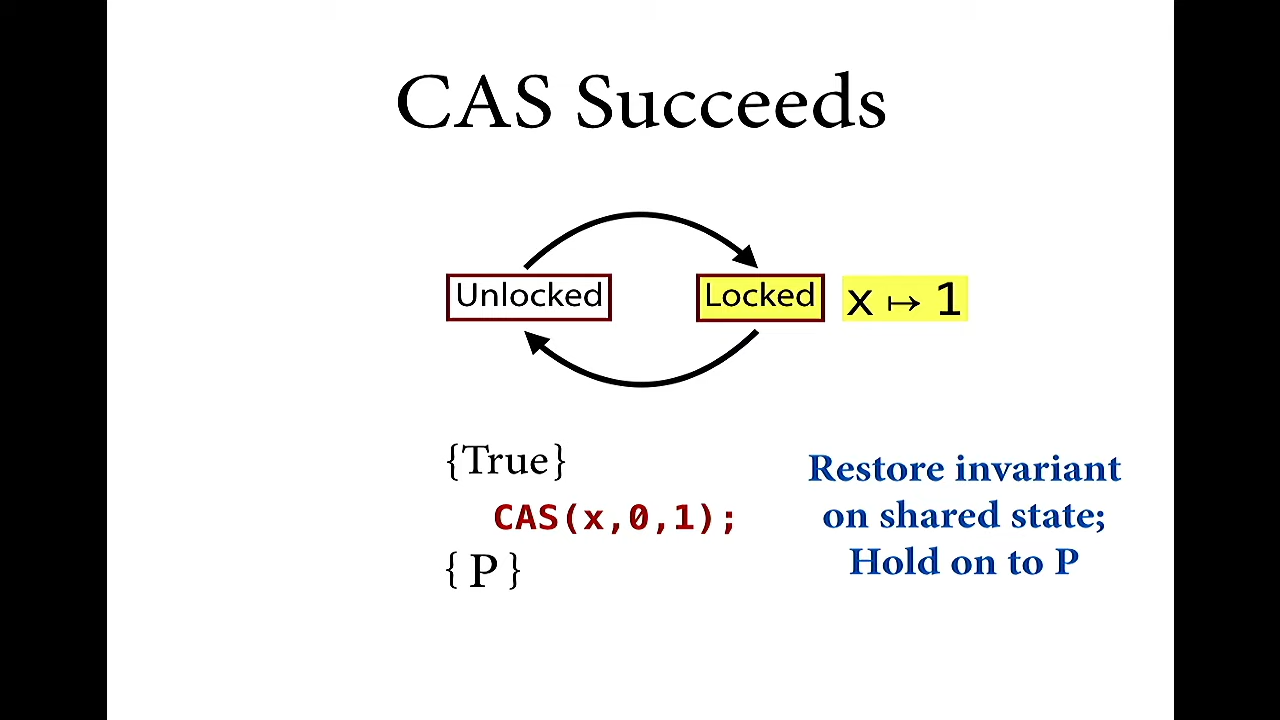 CAS Succeeds
Unlocked
Locked
x ↦ 1
{True}
CAS(x,0,1);
{ P }
Restore invariant
on shared state;
Hold on to P